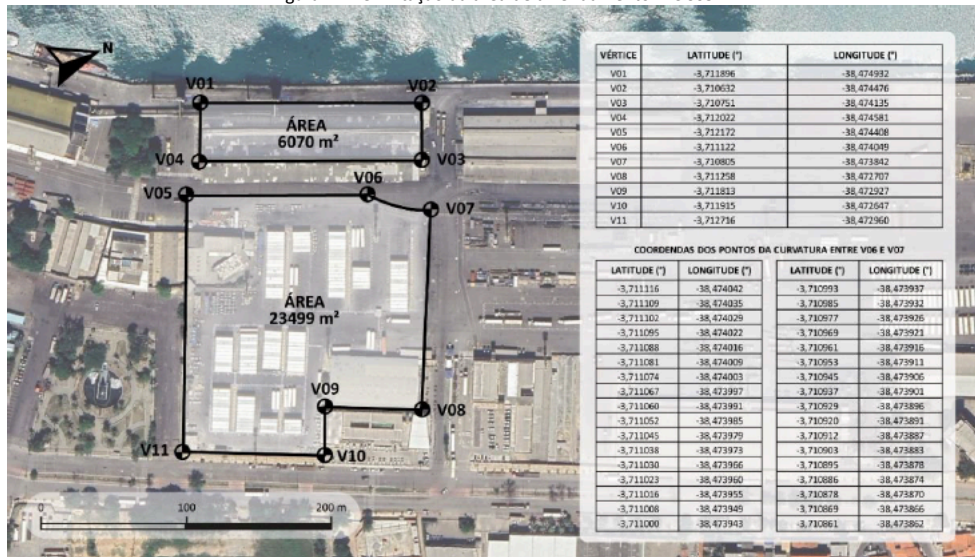 N
V01
V02
ÁREA
6070 m²
V04
V03
V05
V06
V07
ÁREA
23499 m²
V09
V08
V11
V10
0 100 200 m
VÉRTICE LATITUDE (°) LONGITUDE (°)
V01 -3,711896 -38,474932
V02 -3,710632 -38,474476
V03 -3,710751 -38,474135
V04 -3,712022 -38,474581
V05 -3,712172 -38,474408
V06 -3,711122 -38,474049
V07 -3,710805 -38,473842
V08 -3,711258 -38,472707
V09 -3,711813 -38,472927
V10 -3,711915 -38,472647
V11 -3,712716 -38,472960
COORDENDAS DOS PONTOS DA CURVATURA ENTRE V06 E V07
LATITUDE (°) LONGITUDE (°) LATITUDE (°) LONGITUDE (°)
-3,711116 -38,474042 -3,710993 -38,473937
-3,711109 -38,474035 -3,710985 -38,473932
-3,711102 -38,474029 -3,710977 -38,473926
-3,711095 -38,474022 -3,710969 -38,473921
-3,711088 -38,474016 -3,710961 -38,473916
-3,711081 -38,474009 -3,710953 -38,473911
-3,711074 -38,474003 -3,710945 -38,473906
-3,711067 -38,473997 -3,710937 -38,473901
-3,711060 -38,473991 -3,710929 -38,473896
-3,711052 -38,473985 -3,710920 -38,473891
-3,711045 -38,473979 -3,710912 -38,473887
-3,711038 -38,473973 -3,710903 -38,473883
-3,711030 -38,473966 -3,710895 -38,473878
-3,711023 -38,473960 -3,710886 -38,473874
-3,711016 -38,473955 -3,710878 -38,473870
-3,711008 -38,473949 -3,710869 -38,473866
-3,711000 -38,473943 -3,710861 -38,473862